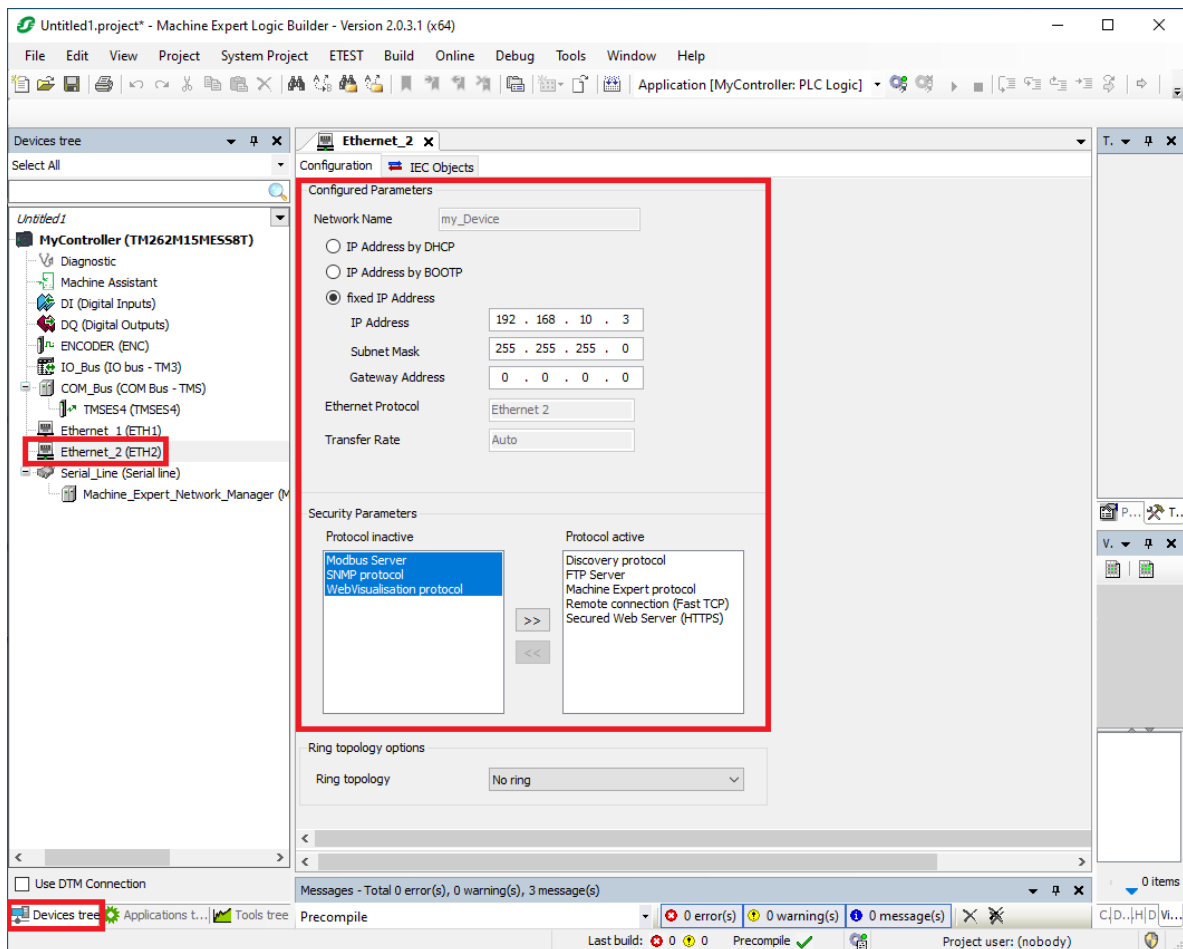 Untitled1.project* - Machine Expert Logic Builder - Version 2.0.3.1 (x64)
File Edit View Project System Project ETEST Build Online Debug Tools Window Help
Application [MyController: PLC Logic]
Devices tree
Select All
Untitled1
MyController (TM262M15MESS8T)
Diagnostic
Machine Assistant
DI (Digital Inputs)
DQ (Digital Outputs)
ENCODER (ENC)
IO_Bus (IO bus - TM3)
COM_Bus (COM Bus - TMS)
TMSES4 (TMSES4)
Ethernet_1 (ETH1)
Ethernet_2 (ETH2)
Serial_Line (Serial line)
Machine_Expert_Network_Manager (M
Use DTM Connection
Devices tree Applications t... Tools tree
Ethernet_2
Configuration IEC Objects
Configured Parameters
Network Name my_Device
IP Address by DHCP
IP Address by BOOTP
fixed IP Address
IP Address 192 . 168 . 10 . 3
Subnet Mask 255 . 255 . 255 . 0
Gateway Address 0 . 0 . 0 . 0
Ethernet Protocol Ethernet 2
Transfer Rate Auto
Security Parameters
Protocol inactive
Modbus Server
SNMP protocol
WebVisualisation protocol
>>
<<
Protocol active
Discovery protocol
FTP Server
Machine Expert protocol
Remote connection (Fast TCP)
Secured Web Server (HTTPS)
Ring topology options
Ring topology No ring
Messages - Total 0 error(s), 0 warning(s), 3 message(s)
Precompile 0 error(s) 0 warning(s) 0 message(s)
T.
P... T..
V.
0 items
C. D.. H D Vi...
Last build: 0 0 Precompile Project user: (nobody)